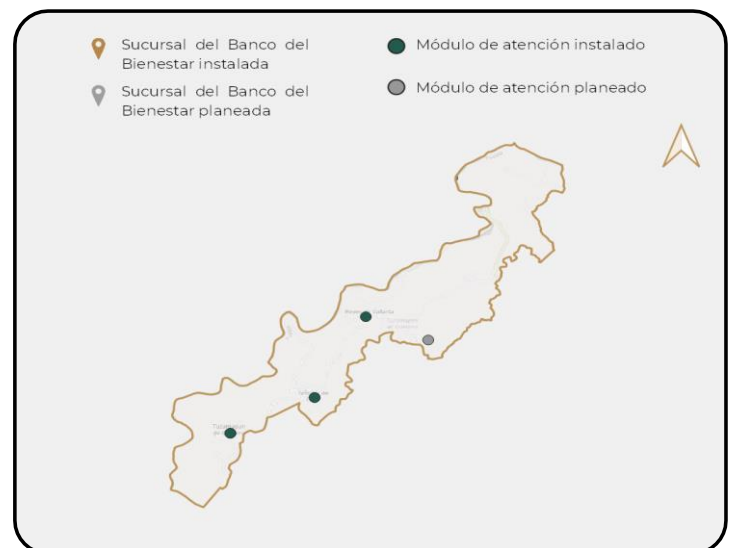 Sucursal del Banco del
Bienestar instalada
Sucursal del Banco del
Bienestar planeada
Módulo de atención instalado
Módulo de atención planeado